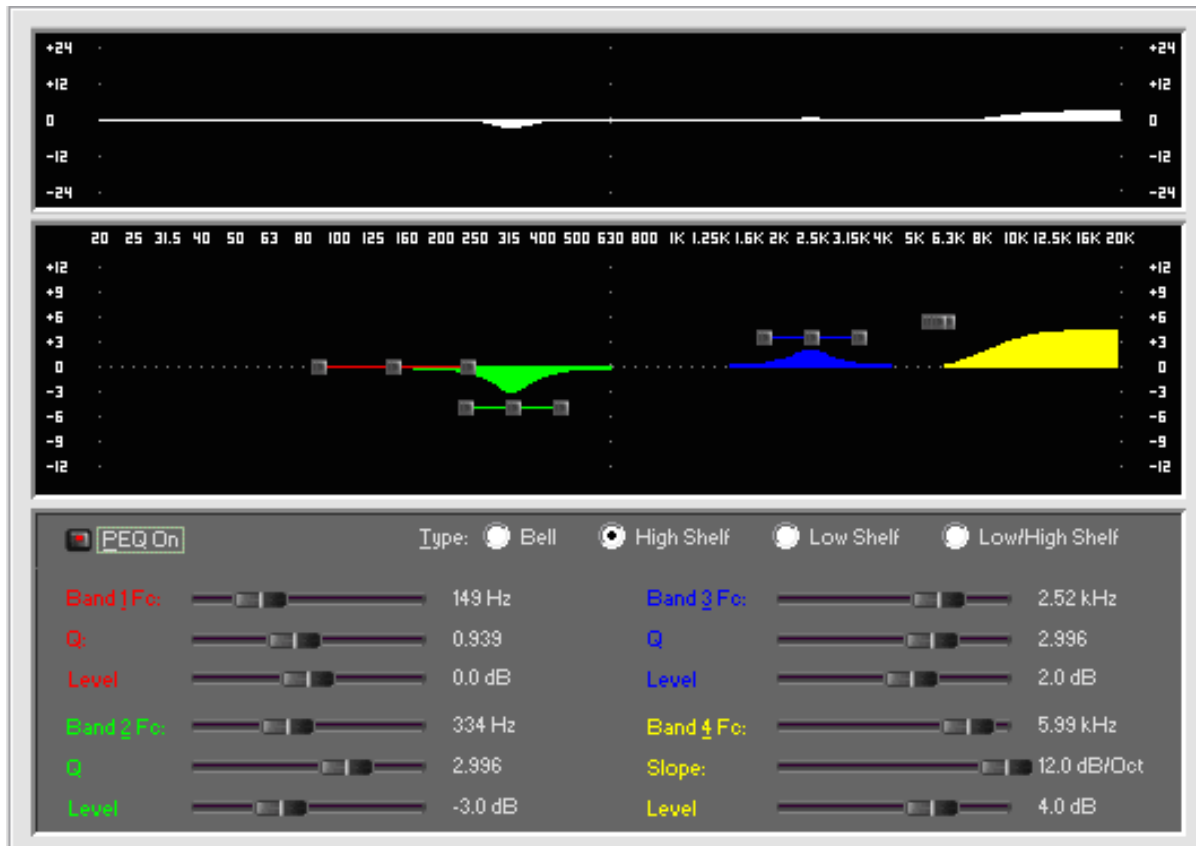 +24 +24
+12 +12
0 0
-12 -12
-24 -24
20 25 31.5 40 50 63 80 100 125 160 200 250 315 400 500 630 800 1K 1.25K 1.6K 2K 2.5K 3.15K 4K 5K 6.3K 8K 10K 12.5K 16K 20K
+12 +12
+9 +9
+6 +6
+3 +3
0 0
-3 -3
-6 -6
-9 -9
-12 -12
PEQ On Type: Bell High Shelf Low Shelf Low/High Shelf
Band 1 Fc: 149 Hz Band 3 Fc: 2.52 kHz
Q: 0.939 Q 2.996
Level 0.0 dB Level 2.0 dB
Band 2 Fc: 334 Hz Band 4 Fc: 5.99 kHz
Q 2.996 Slope: 12.0 dB/Oct
Level -3.0 dB Level 4.0 dB